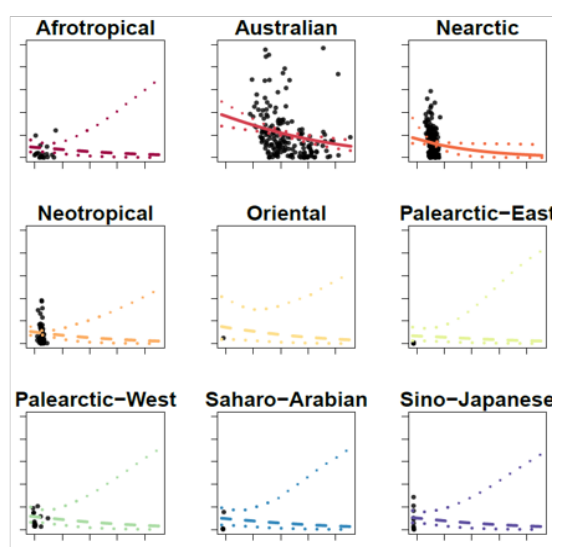 Afrotropical Australian Nearctic
Neotropical Oriental Palearctic−East
Palearctic−West Saharo−Arabian Sino−Japanese